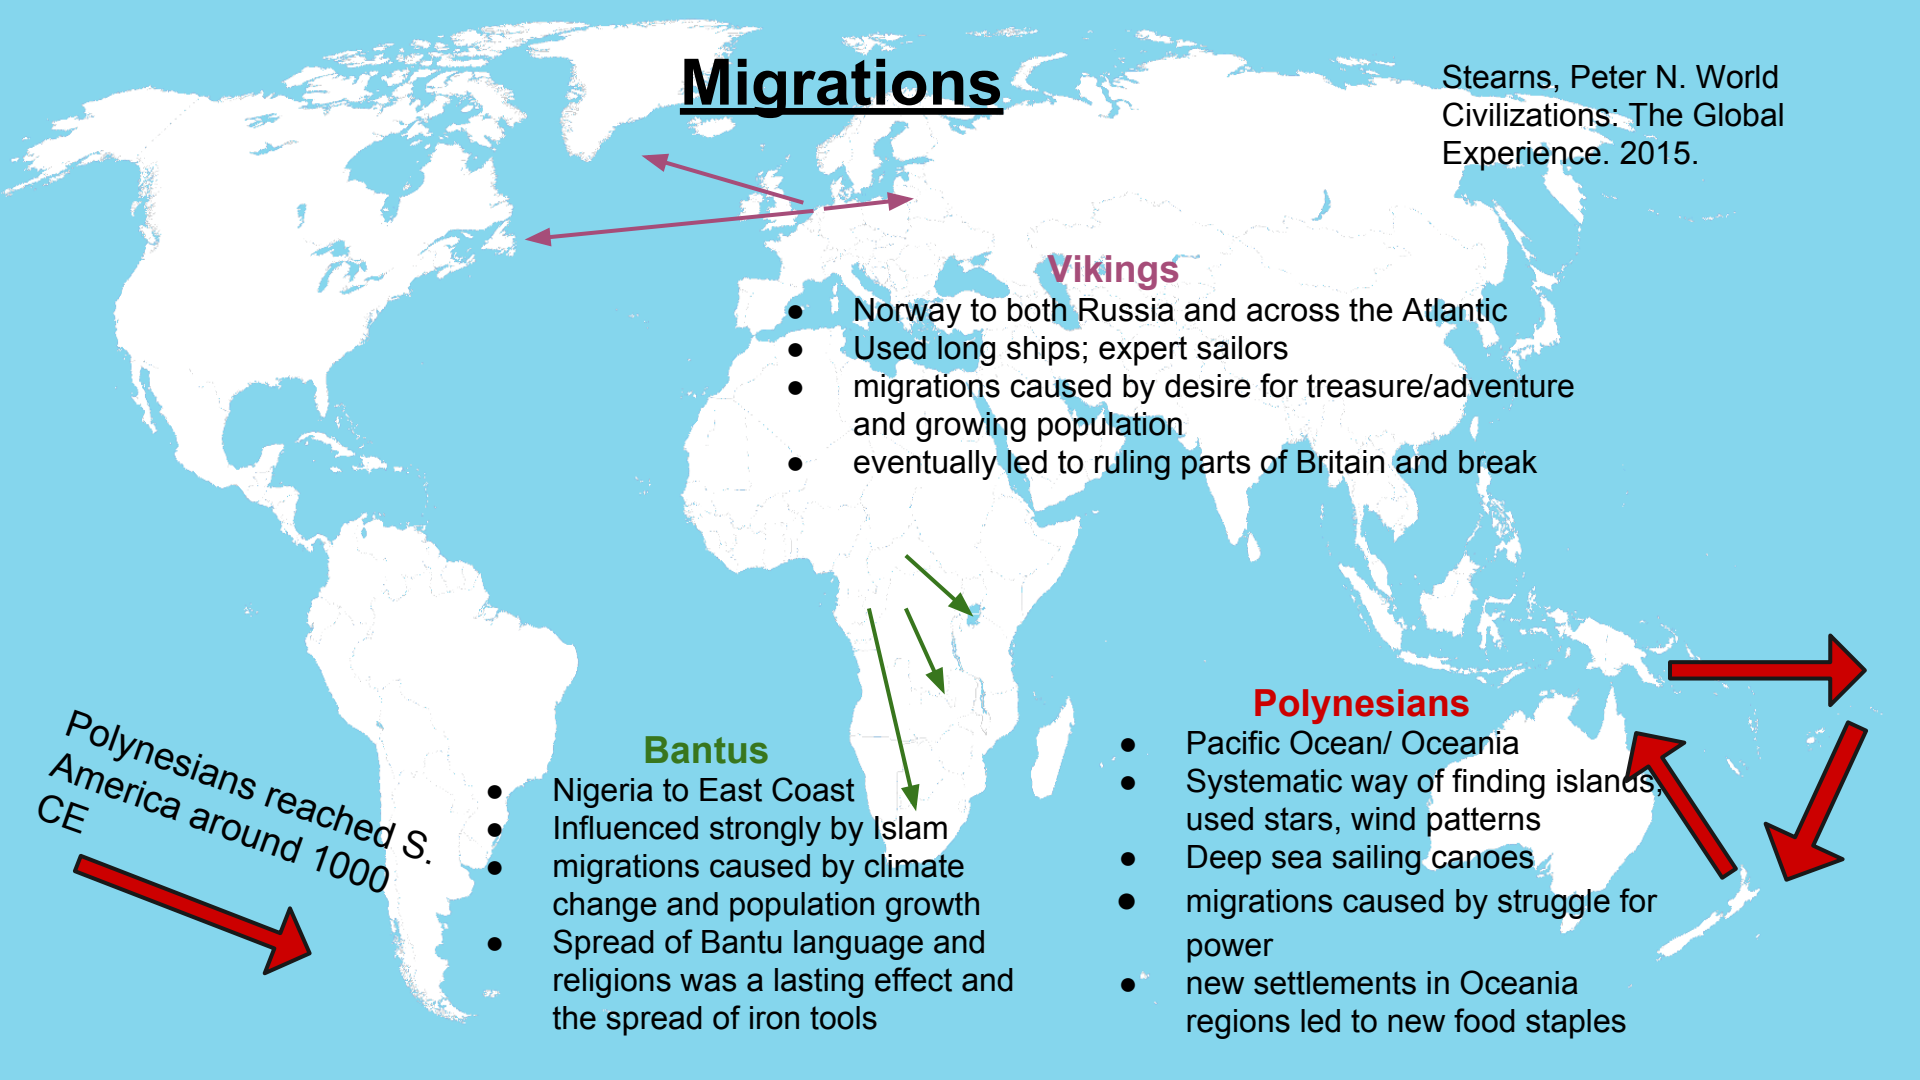 Migrations
Stearns, Peter N. World
Civilizations: The Global
Experience. 2015.
Vikings
● Norway to both Russia and across the Atlantic
● Used long ships; expert sailors
● migrations caused by desire for treasure/adventure
and growing population
● eventually led to ruling parts of Britain and break
Polynesians reached S.
America around 1000
CE
Bantus
● Nigeria to East Coast
● Influenced strongly by Islam
● migrations caused by climate
change and population growth
● Spread of Bantu language and
religions was a lasting effect and
the spread of iron tools
Polynesians
● Pacific Ocean/ Oceania
● Systematic way of finding islands;
used stars, wind patterns
● Deep sea sailing canoes
● migrations caused by struggle for
power
● new settlements in Oceania
regions led to new food staples